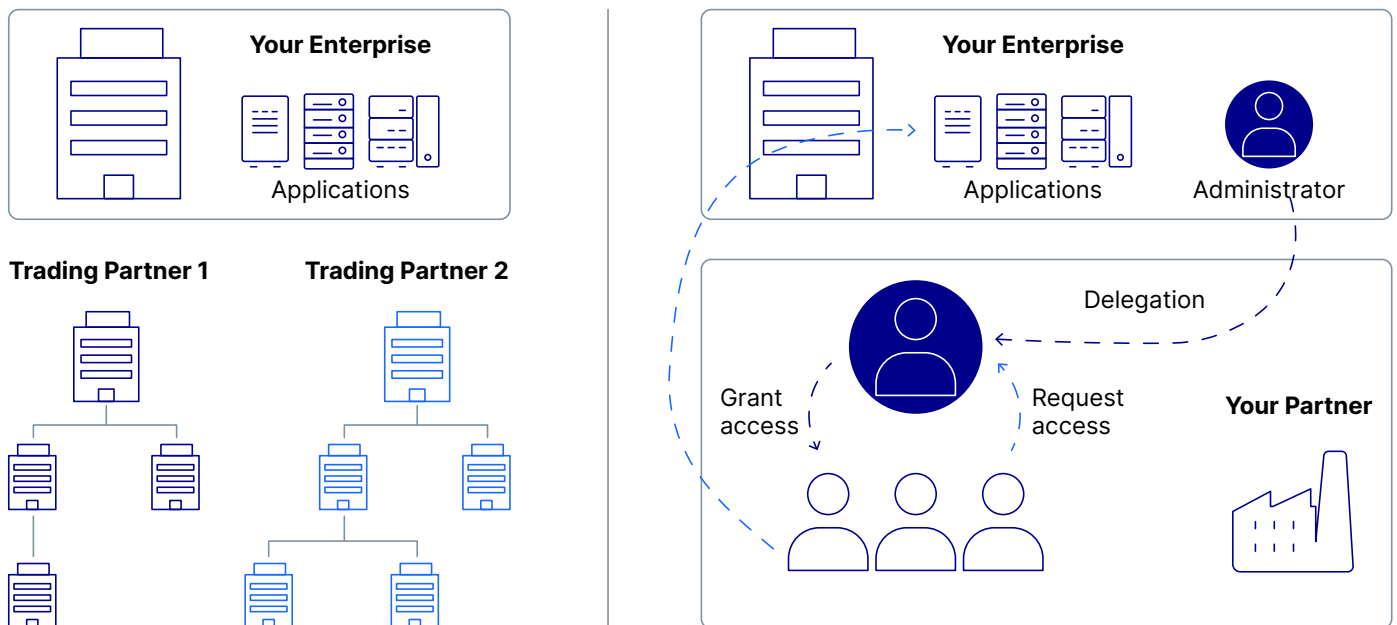 Your Enterprise
Applications
Trading Partner 1
Trading Partner 2
Your Enterprise
Applications
Administrator
Delegation
Grant
access
Request
access
Your Partner